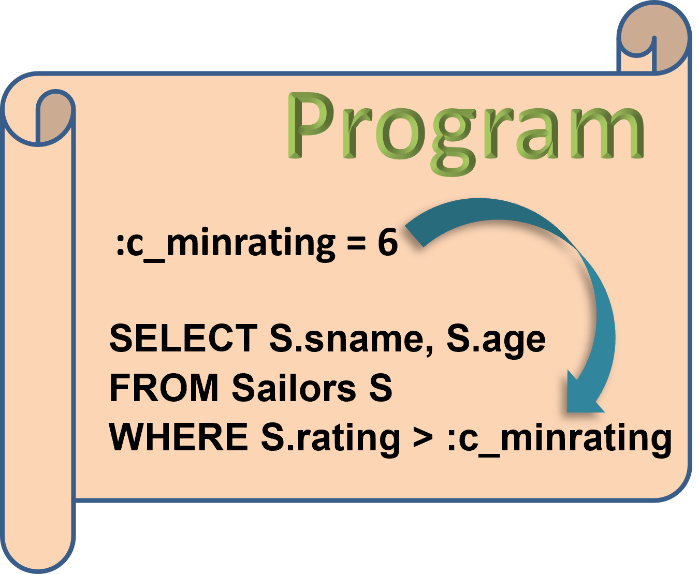 Program
:c_minrating = 6
SELECT S.sname, S.age
FROM Sailors S
WHERE S.rating > :c_minrating